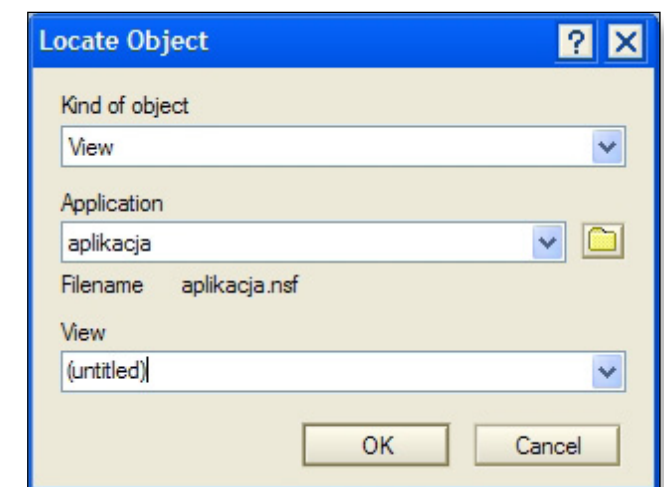 Locate Object
Kind of object
View
Application
aplikacja
Filename aplikacja.nsf
View
(untitled)
OK Cancel